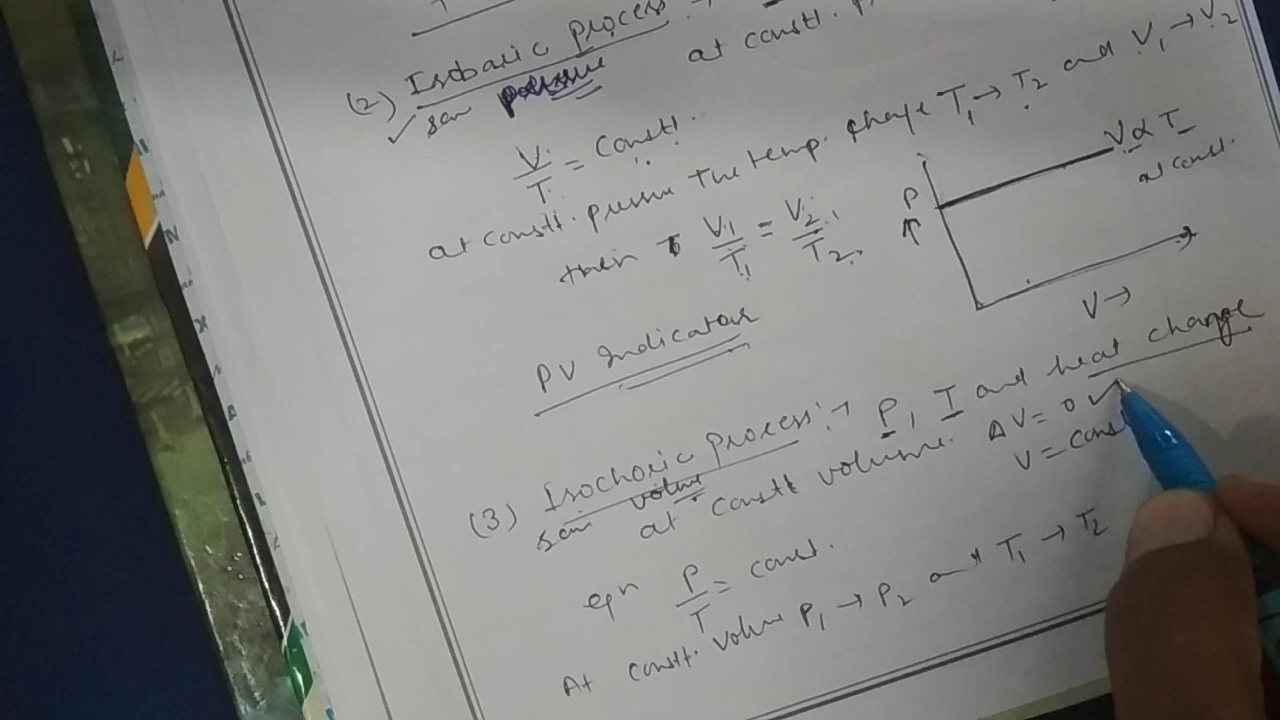 (2) Isobaric process :→
at constt. P,
✓ same pressure
V/T = Constt.
at constt. pressure the temp. change T₁→T₂ and V₁→V₂
then V₁/T₁ = V₂/T₂
V∝T
at const.
P
↑
V→
PV Indicator
(3) Isochoric process :→ P, T and heat change
same volume at constt volume. ΔV=0 ✓
V = Cons
eqn P/T = const.
At constt. volume P₁→P₂ and T₁→T₂